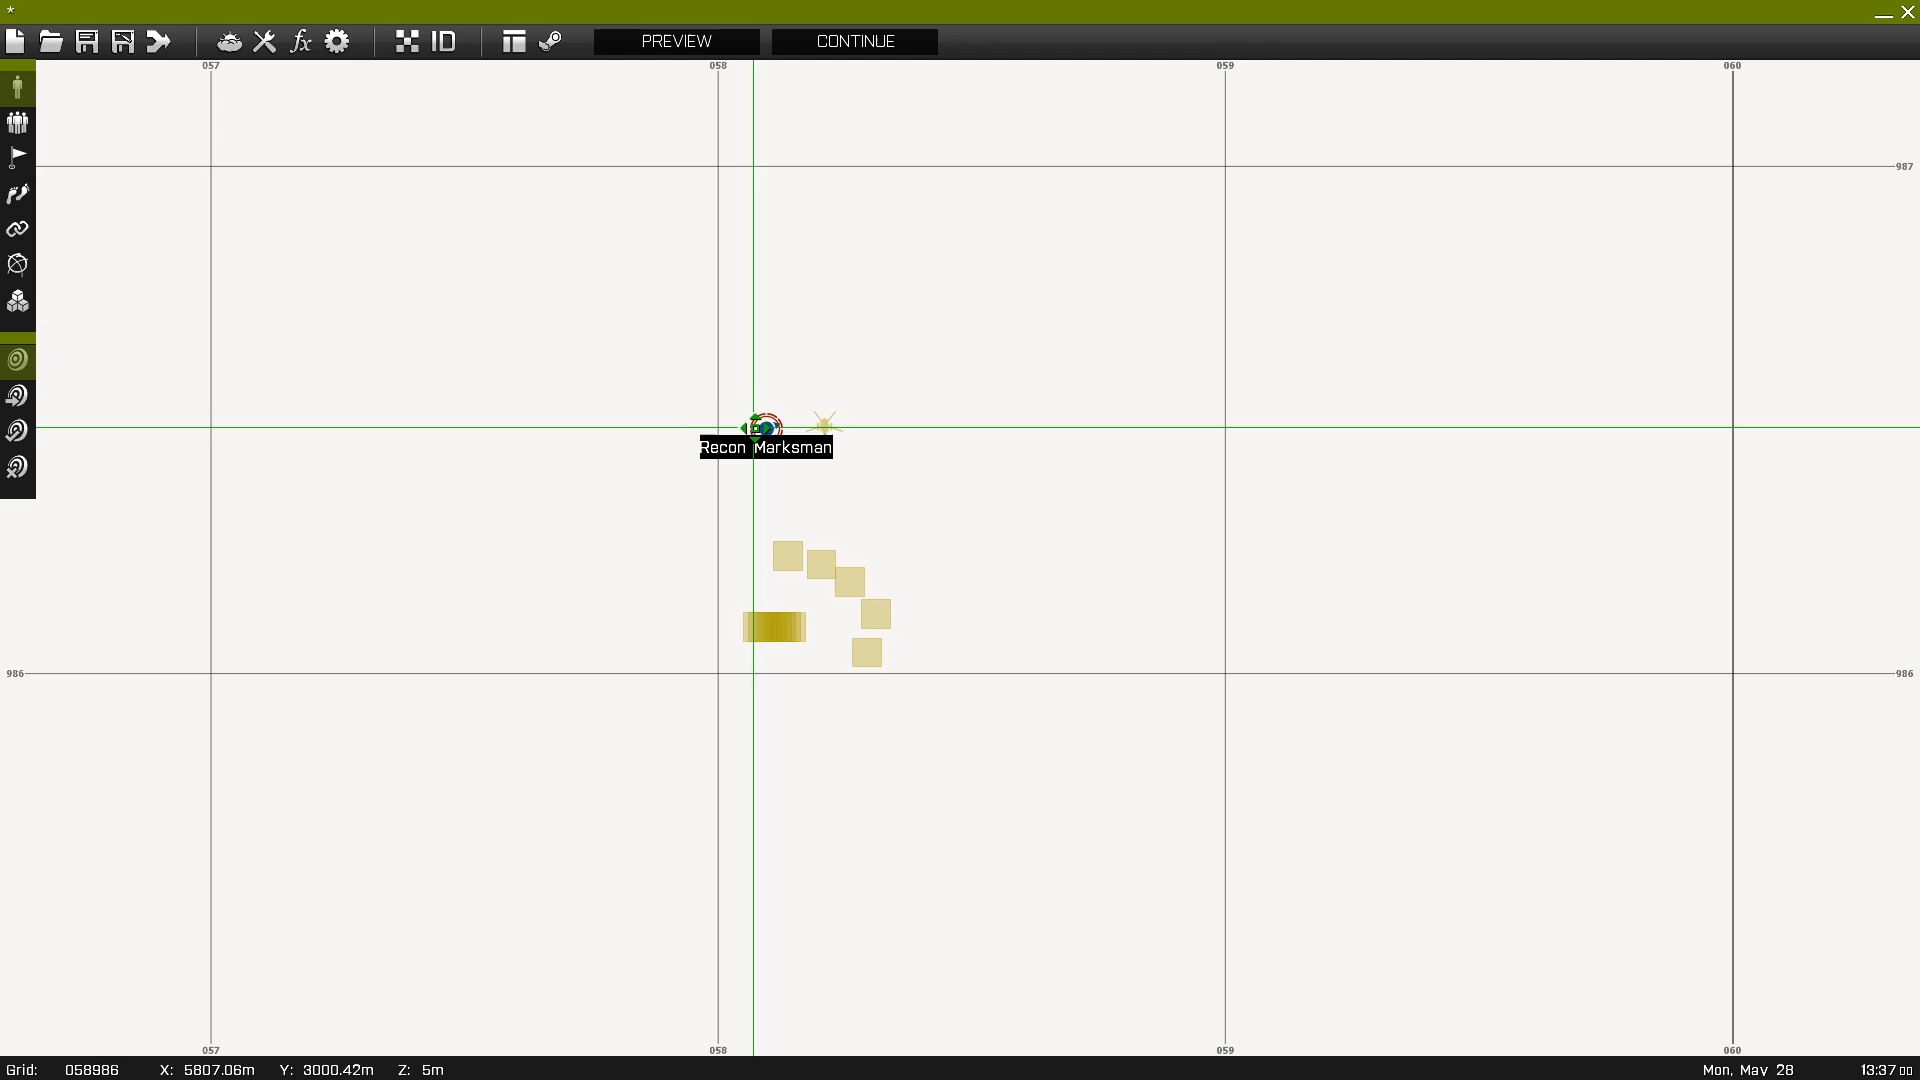 *
ID
PREVIEW
CONTINUE
057
058
059
060
987
Recon Marksman
986
986
057
058
059
060
Grid: 058986 X: 5807.06m Y: 3000.42m Z: 5m
Mon, May 28 13:37